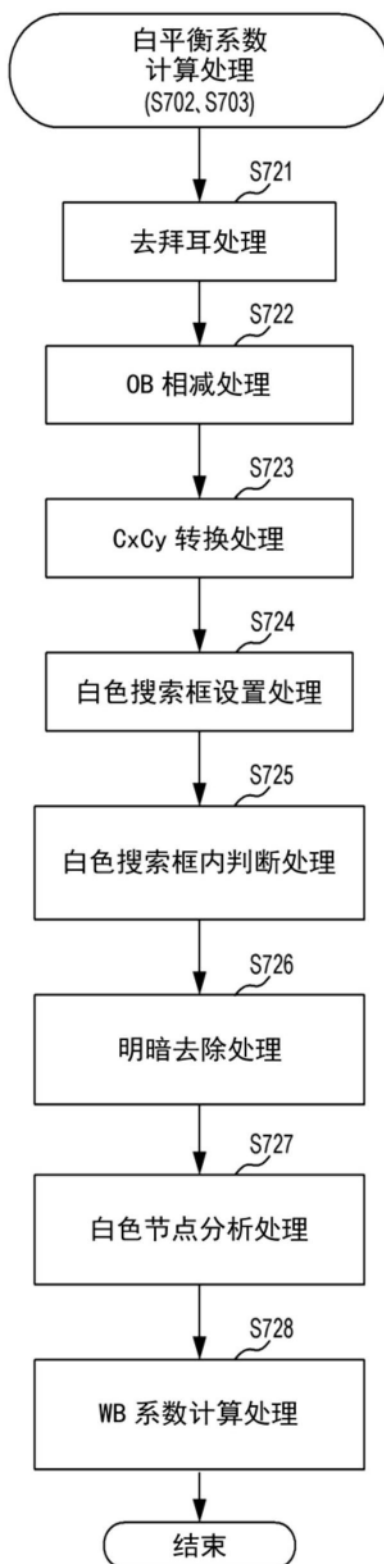 白平衡系数
计算处理
(S702、S703)
S721
去拜耳处理
S722
OB 相减处理
S723
CxCy 转换处理
S724
白色搜索框设置处理
S725
白色搜索框内判断处理
S726
明暗去除处理
S727
白色节点分析处理
S728
WB 系数计算处理
结束